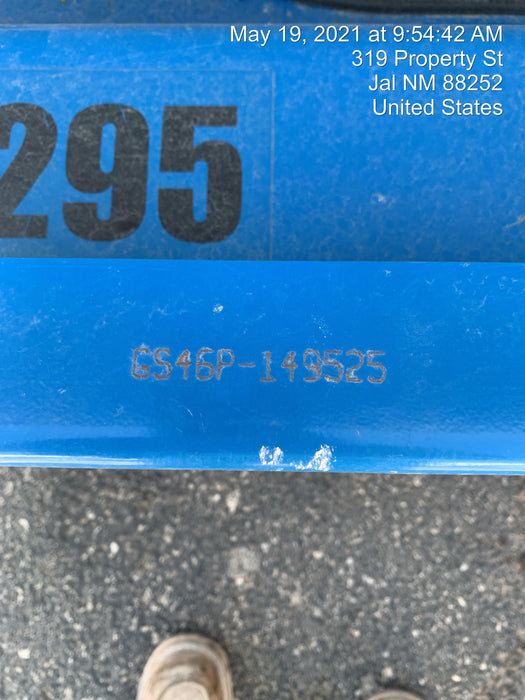 May 19, 2021 at 9:54:42 AM
319 Property St
Jal NM 88252
United States
295
GS46P-149525